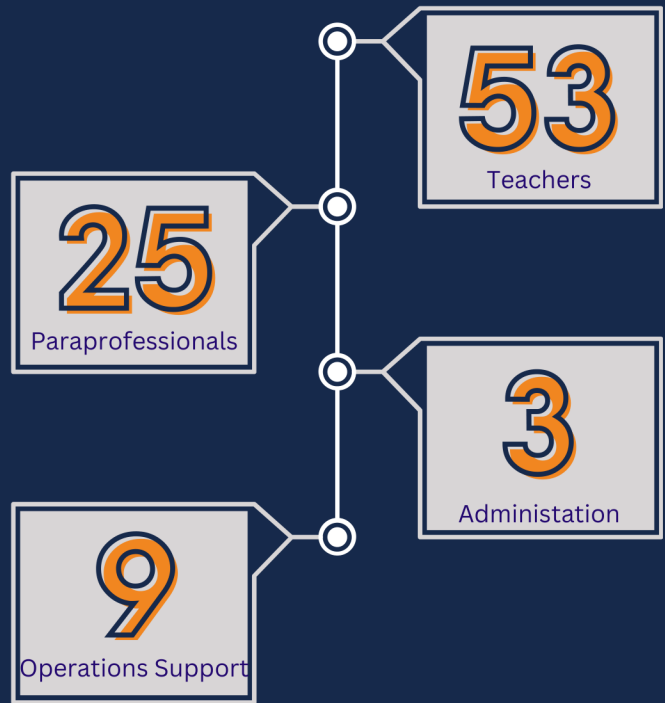 53
Teachers
25
Paraprofessionals
3
Administation
9
Operations Support